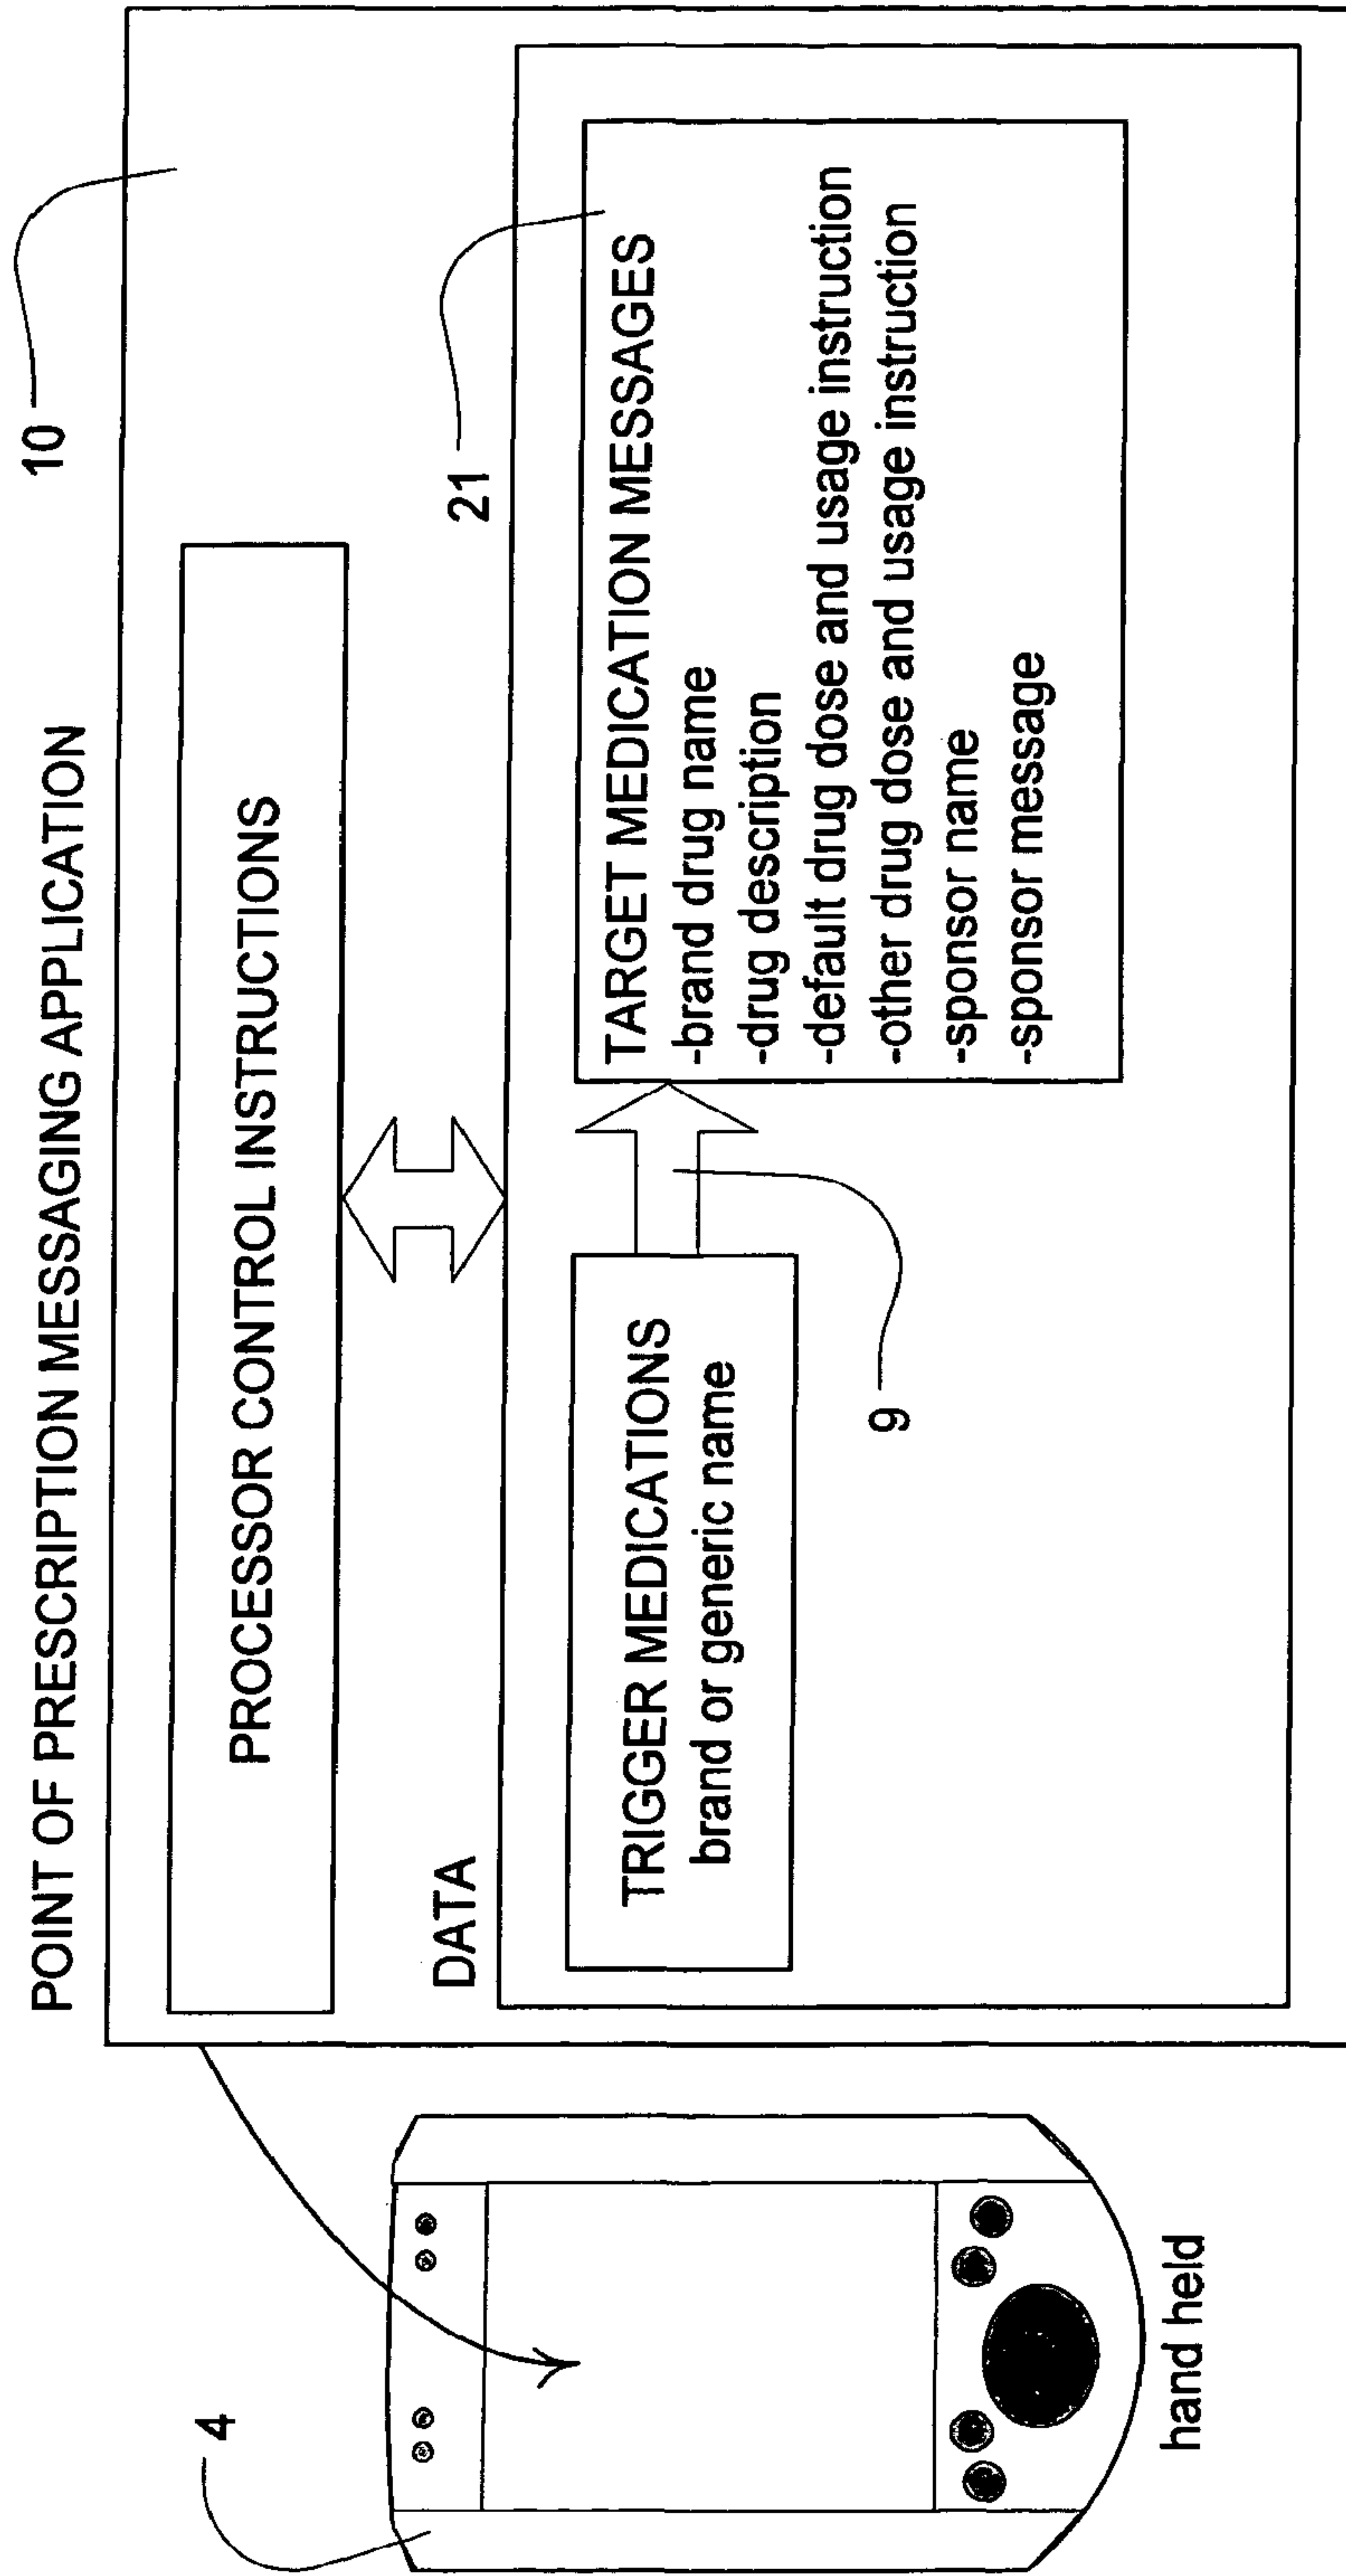 POINT OF PRESCRIPTION MESSAGING APPLICATION
10
PROCESSOR CONTROL INSTRUCTIONS
DATA
21
TRIGGER MEDICATIONS
brand or generic name
9
TARGET MEDICATION MESSAGES
-brand drug name
-drug description
-default drug dose and usage instruction
-other drug dose and usage instruction
-sponsor name
-sponsor message
4
hand held